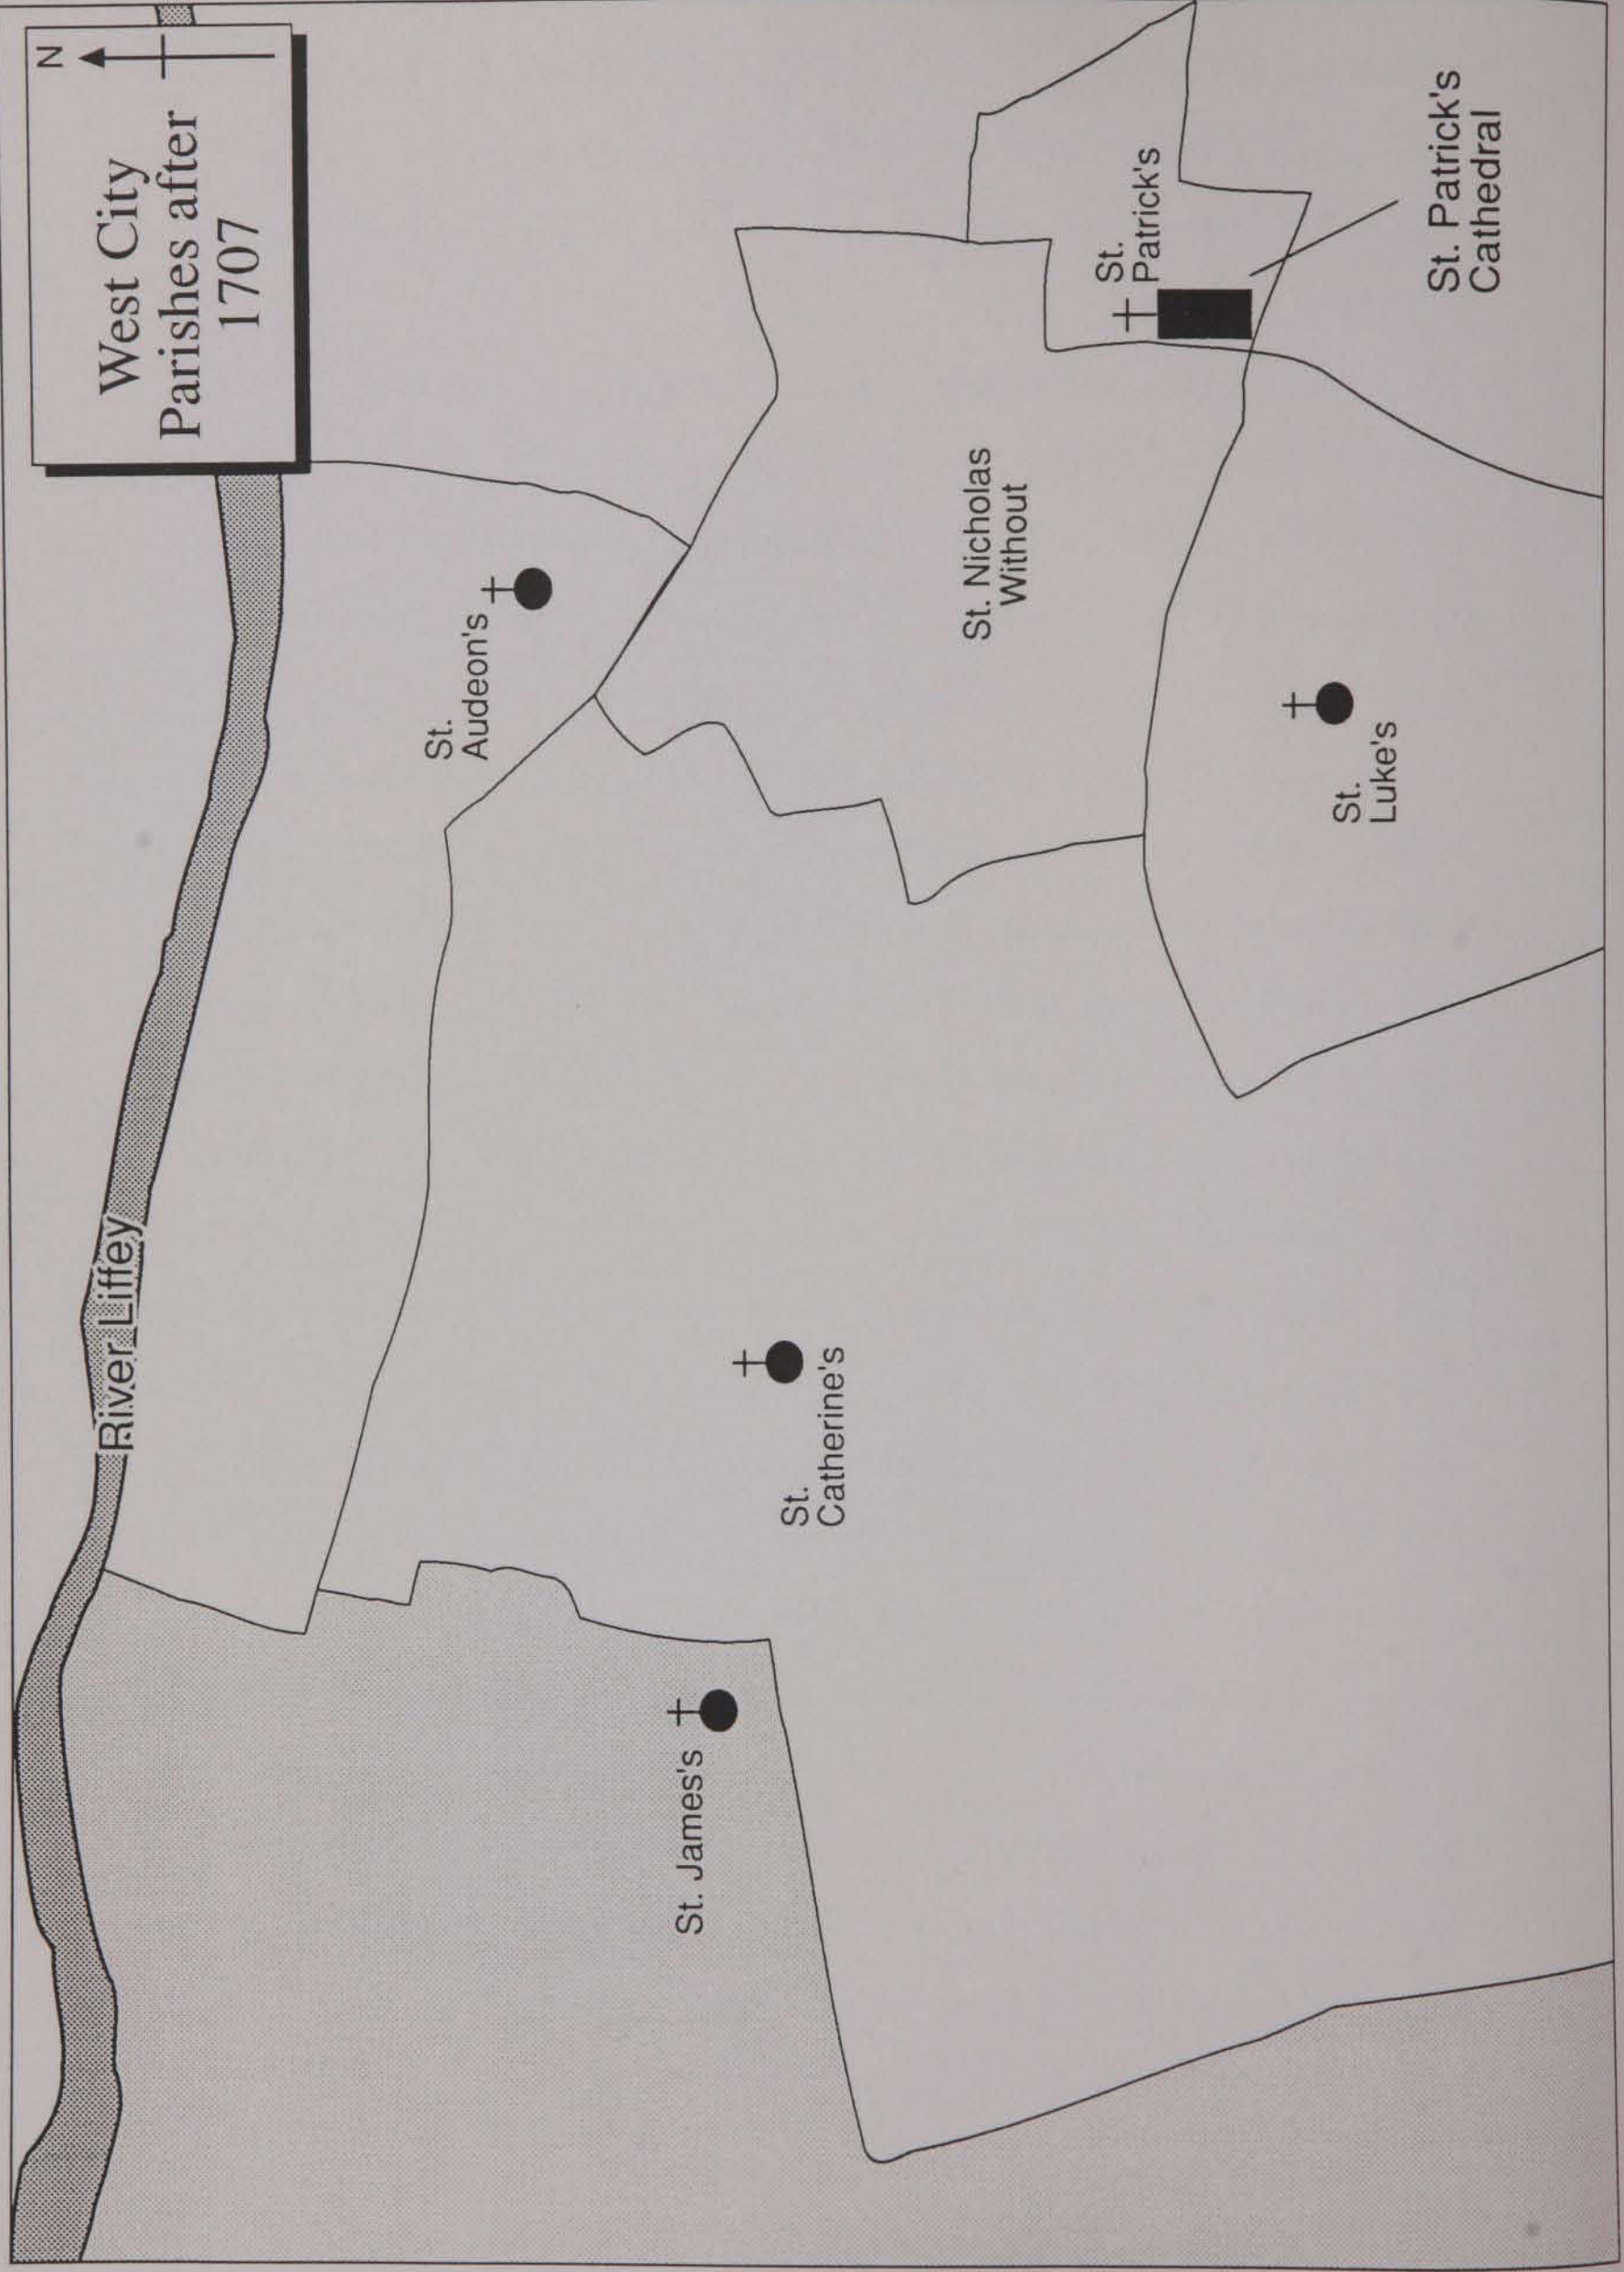 N
West City
Parishes after
1707
River Liffey
St.
Audeon's
St. James's
St.
Catherine's
St. Nicholas
Without
St.
Patrick's
St.
Luke's
St. Patrick's
Cathedral